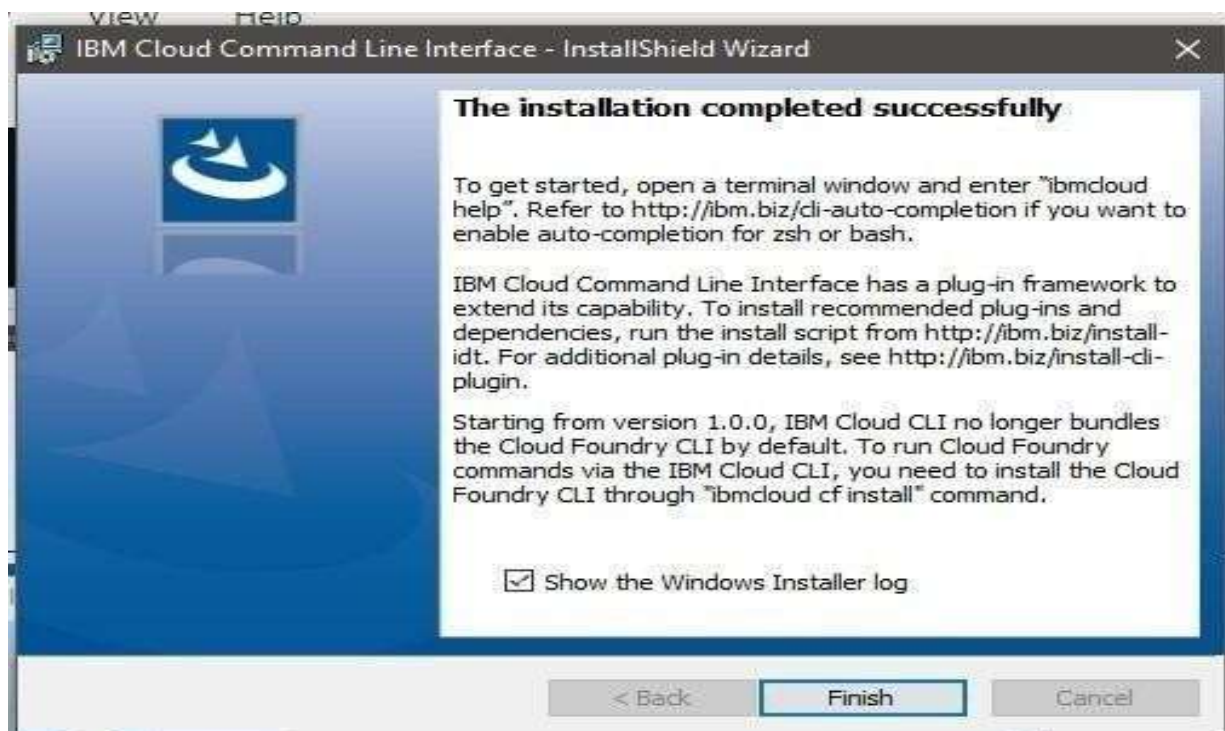 View Help
IBM Cloud Command Line Interface - InstallShield Wizard
The installation completed successfully
To get started, open a terminal window and enter "ibmcloud
help". Refer to http://ibm.biz/cli-auto-completion if you want to
enable auto-completion for zsh or bash.
IBM Cloud Command Line Interface has a plug-in framework to
extend its capability. To install recommended plug-ins and
dependencies, run the install script from http://ibm.biz/install-
idt. For additional plug-in details, see http://ibm.biz/install-cli-
plugin.
Starting from version 1.0.0, IBM Cloud CLI no longer bundles
the Cloud Foundry CLI by default. To run Cloud Foundry
commands via the IBM Cloud CLI, you need to install the Cloud
Foundry CLI through "ibmcloud cf install" command.
Show the Windows Installer log
< Back Finish Cancel